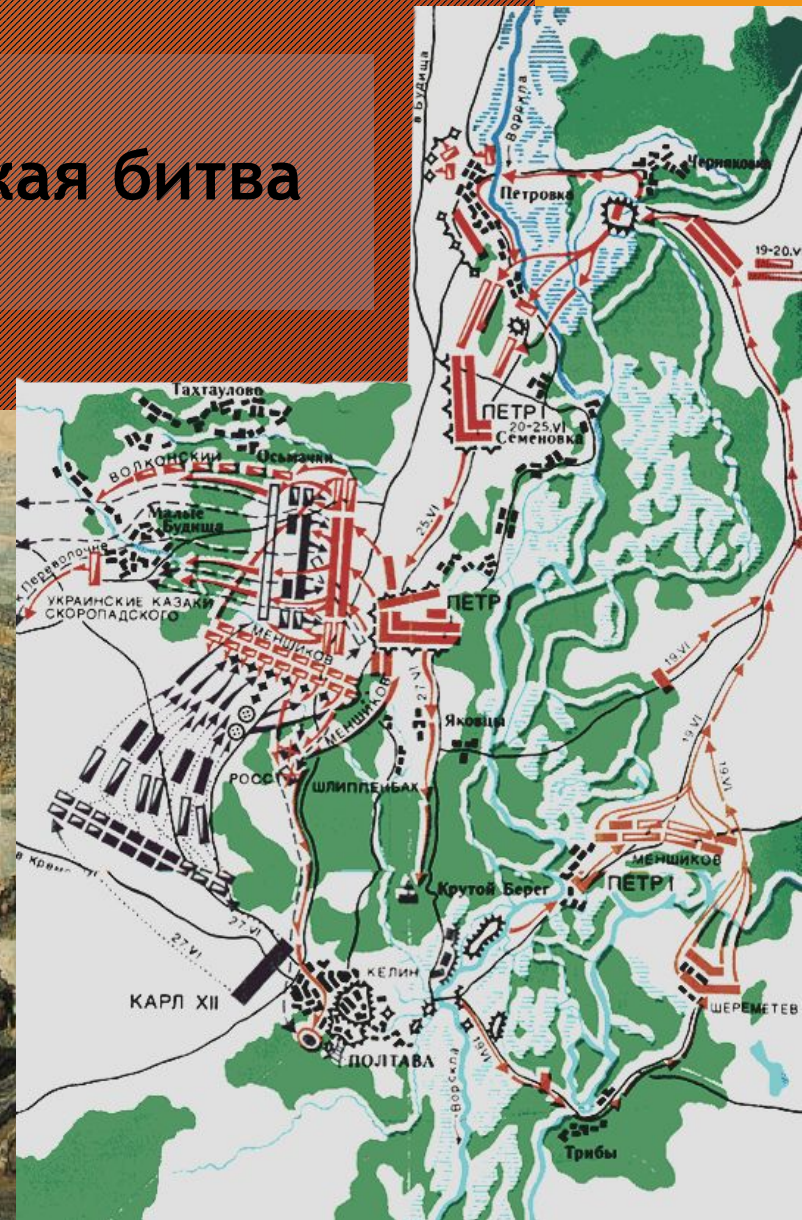 кая битва
в Будища
Ворскла
Черняковка
Петровка
19-20.V
Тахтаулово
ПЕТР I
20-25.VI
Семеновка
ВОЛКОНСКИЙ
Осьмачки
25.VI
Малые
Будища
к Переволочне
ПЕТР I
УКРАИНСКИЕ КАЗАКИ
СКОРОПАДСКОГО
МЕНШИКОВ
27.VI
19.VI
МЕНШИКОВ
Яковцы
19.VI
19.VI
РОСС
ШЛИППЕНБАХ
МЕНШИКОВ
ПЕТР I
в Крем
Крутой Берег
27.VI
27.VI
КЕЛИН
КАРЛ XII
ШЕРЕМЕТЕВ
ПОЛТАВА
19.VI
Ворскла
Трибы